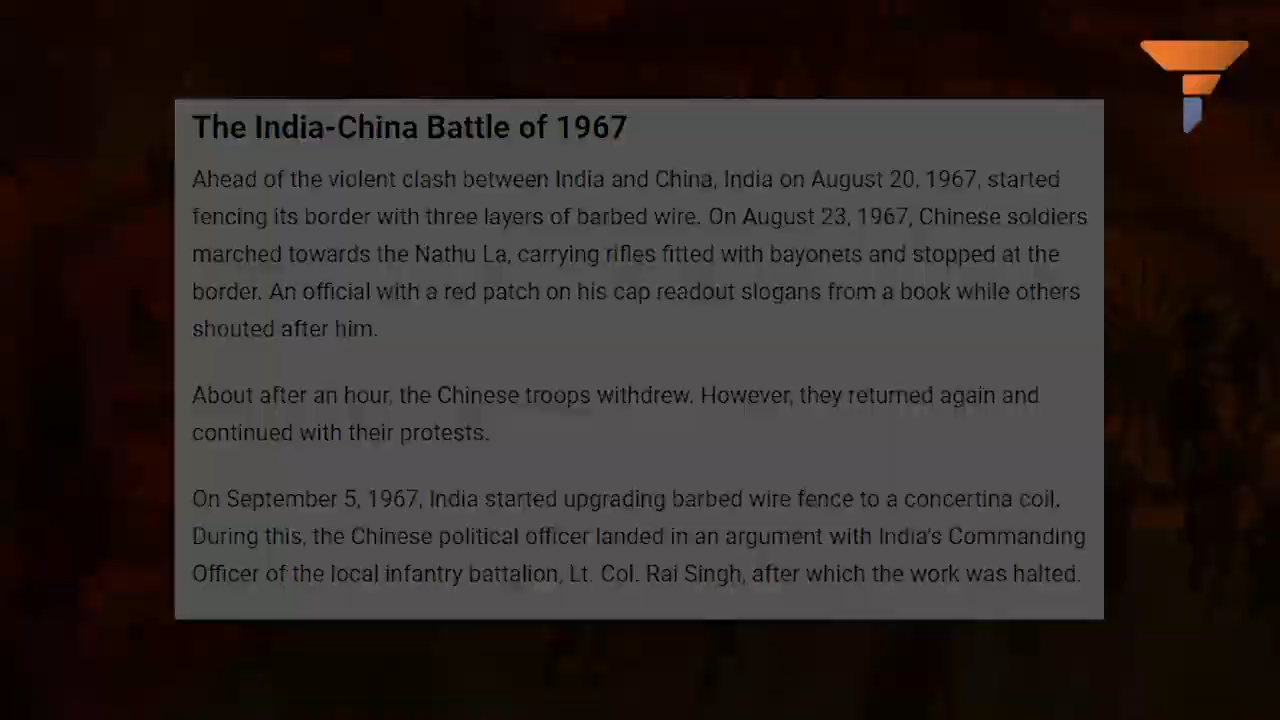 The India-China Battle of 1967
Ahead of the violent clash between India and China, India on August 20, 1967, started
fencing its border with three layers of barbed wire. On August 23, 1967, Chinese soldiers
marched towards the Nathu La, carrying rifles fitted with bayonets and stopped at the
border. An official with a red patch on his cap readout slogans from a book while others
shouted after him.
About after an hour, the Chinese troops withdrew. However, they returned again and
continued with their protests.
On September 5, 1967, India started upgrading barbed wire fence to a concertina coil.
During this, the Chinese political officer landed in an argument with India's Commanding
Officer of the local infantry battalion, Lt. Col. Rai Singh, after which the work was halted.